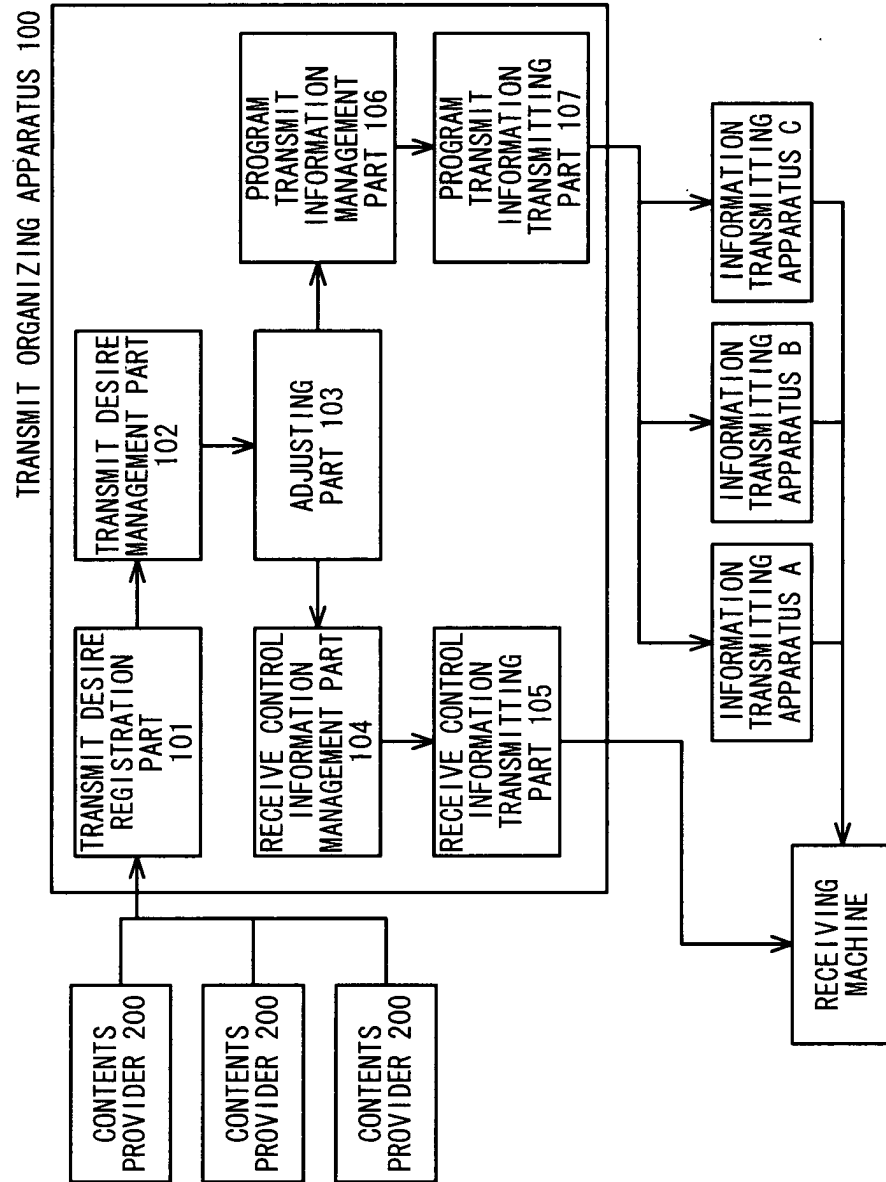 TRANSMIT ORGANIZING APPARATUS 100
CONTENTS
PROVIDER 200
CONTENTS
PROVIDER 200
CONTENTS
PROVIDER 200
TRANSMIT DESIRE
REGISTRATION
PART
101
TRANSMIT DESIRE
MANAGEMENT PART
102
ADJUSTING
PART 103
RECEIVE CONTROL
INFORMATION
MANAGEMENT PART
104
RECEIVE CONTROL
INFORMATION
TRANSMITTING
PART 105
PROGRAM
TRANSMIT
INFORMATION
MANAGEMENT
PART 106
PROGRAM
TRANSMIT
INFORMATION
TRANSMITTING
PART 107
INFORMATION
TRANSMITTING
APPARATUS A
INFORMATION
TRANSMITTING
APPARATUS B
INFORMATION
TRANSMITTING
APPARATUS C
RECEIVING
MACHINE